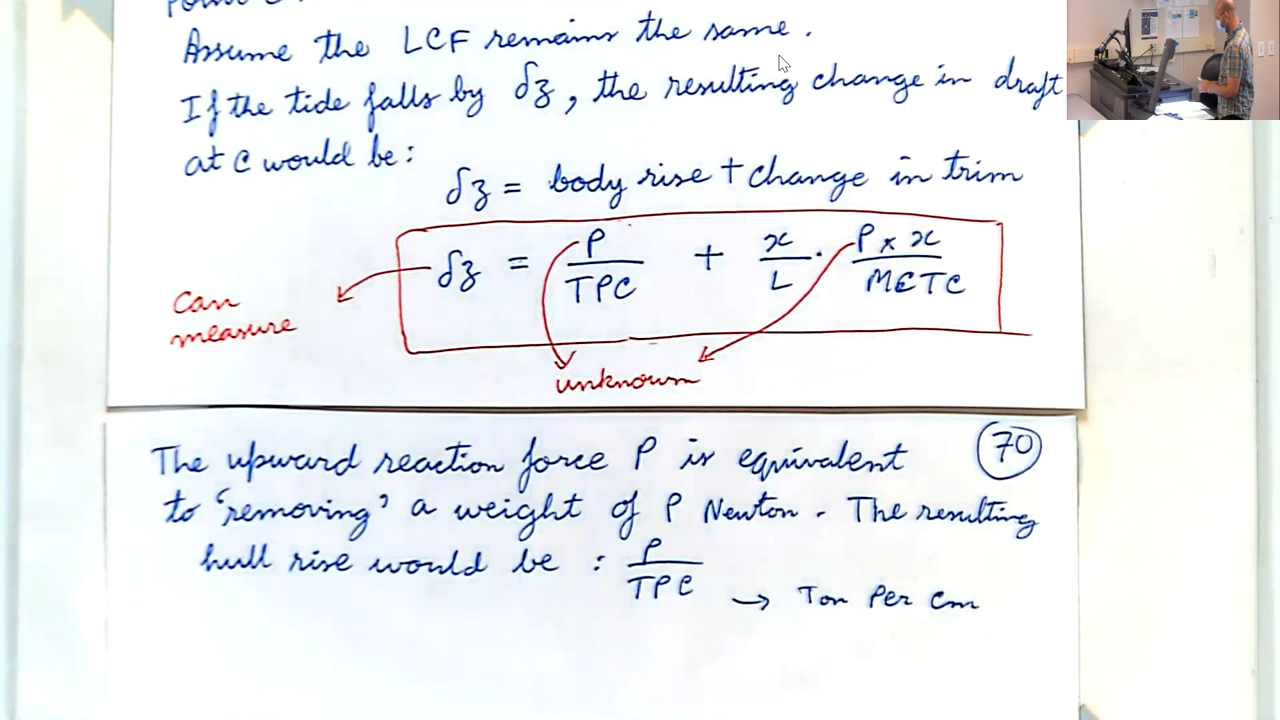 Assume the LCF remains the same.
If the tide falls by δz, the resulting change in draft
at C would be:
δz = body rise + change in trim
δz = P/TPC + x/L · P × x/MCTC
Can
measure
unknown
The upward reaction force P is equivalent
70
to 'removing' a weight of P Newton. The resulting
hull rise would be : P/TPC
→ Ton Per Cm